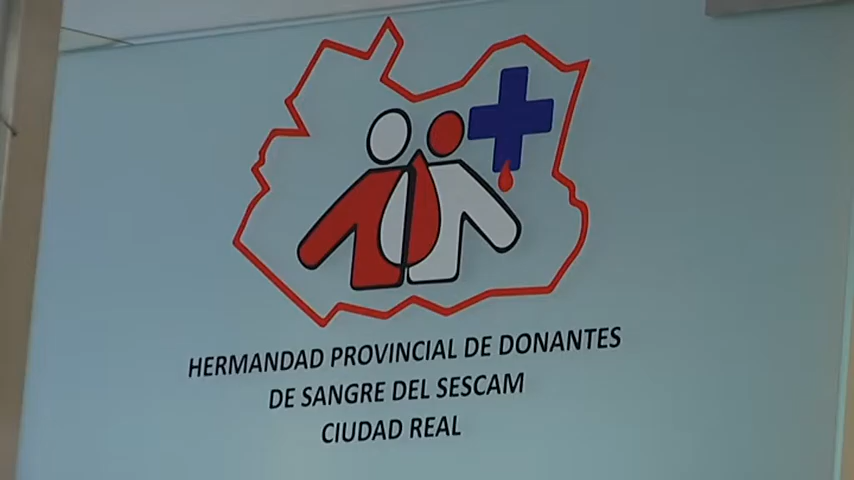 HERMANDAD PROVINCIAL DE DONANTES
DE SANGRE DEL SESCAM
CIUDAD REAL